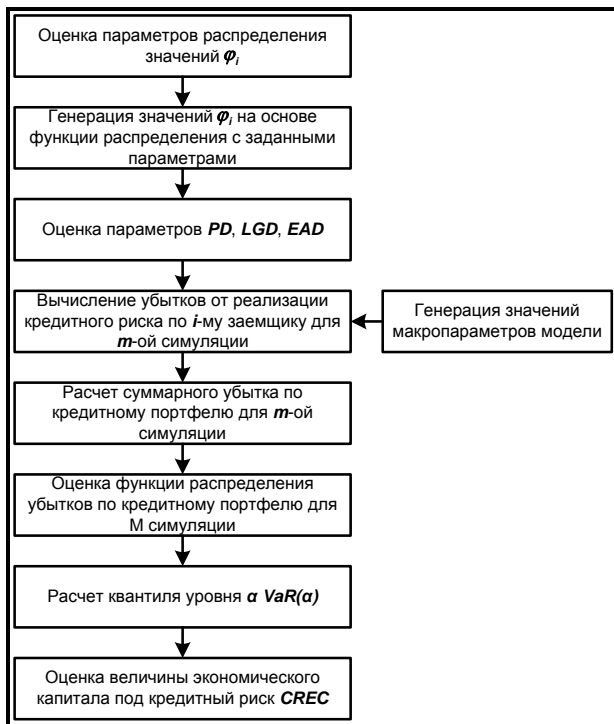 Оценка параметров распределения
значений φi
Генерация значений φi на основе
функции распределения с заданными
параметрами
Оценка параметров PD, LGD, EAD
Вычисление убытков от реализации
кредитного риска по i-му заемщику для
m-ой симуляции
Генерация значений
макропараметров модели
Расчет суммарного убытка по
кредитному портфелю для m-ой
симуляции
Оценка функции распределения
убытков по кредитному портфелю для
М симуляции
Расчет квантиля уровня α VaR(α)
Оценка величины экономического
капитала под кредитный риск CREC